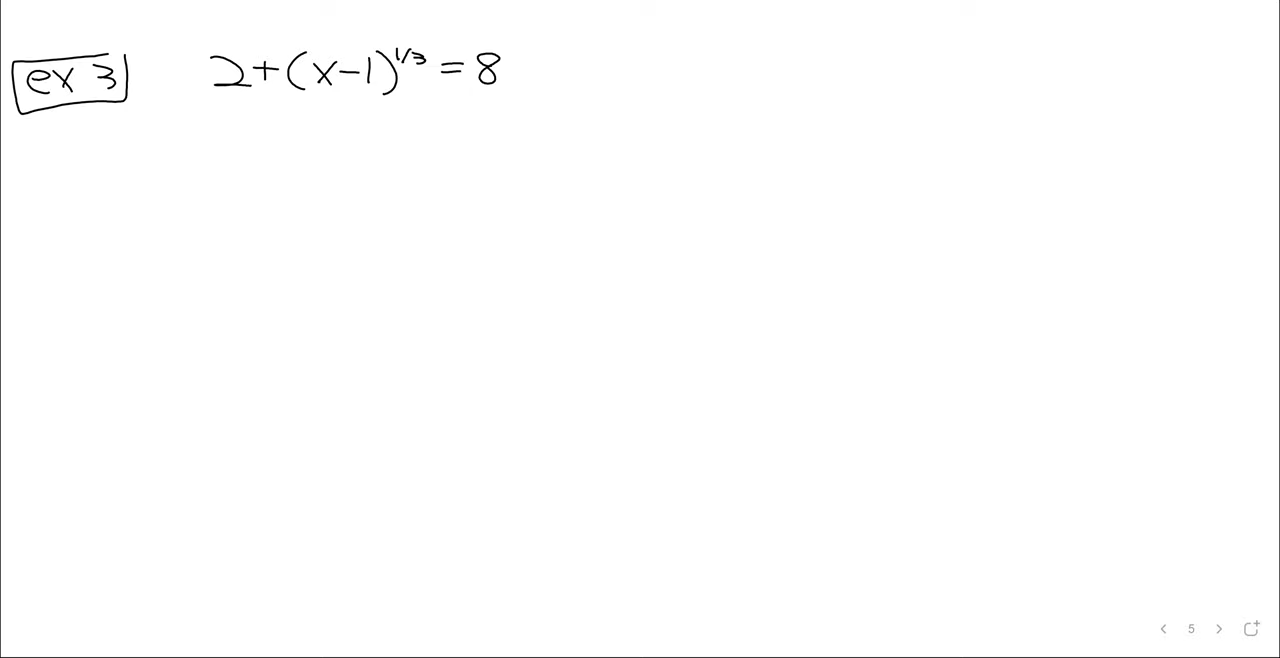 ex 3 2+(x-1)^1/3 = 8
5